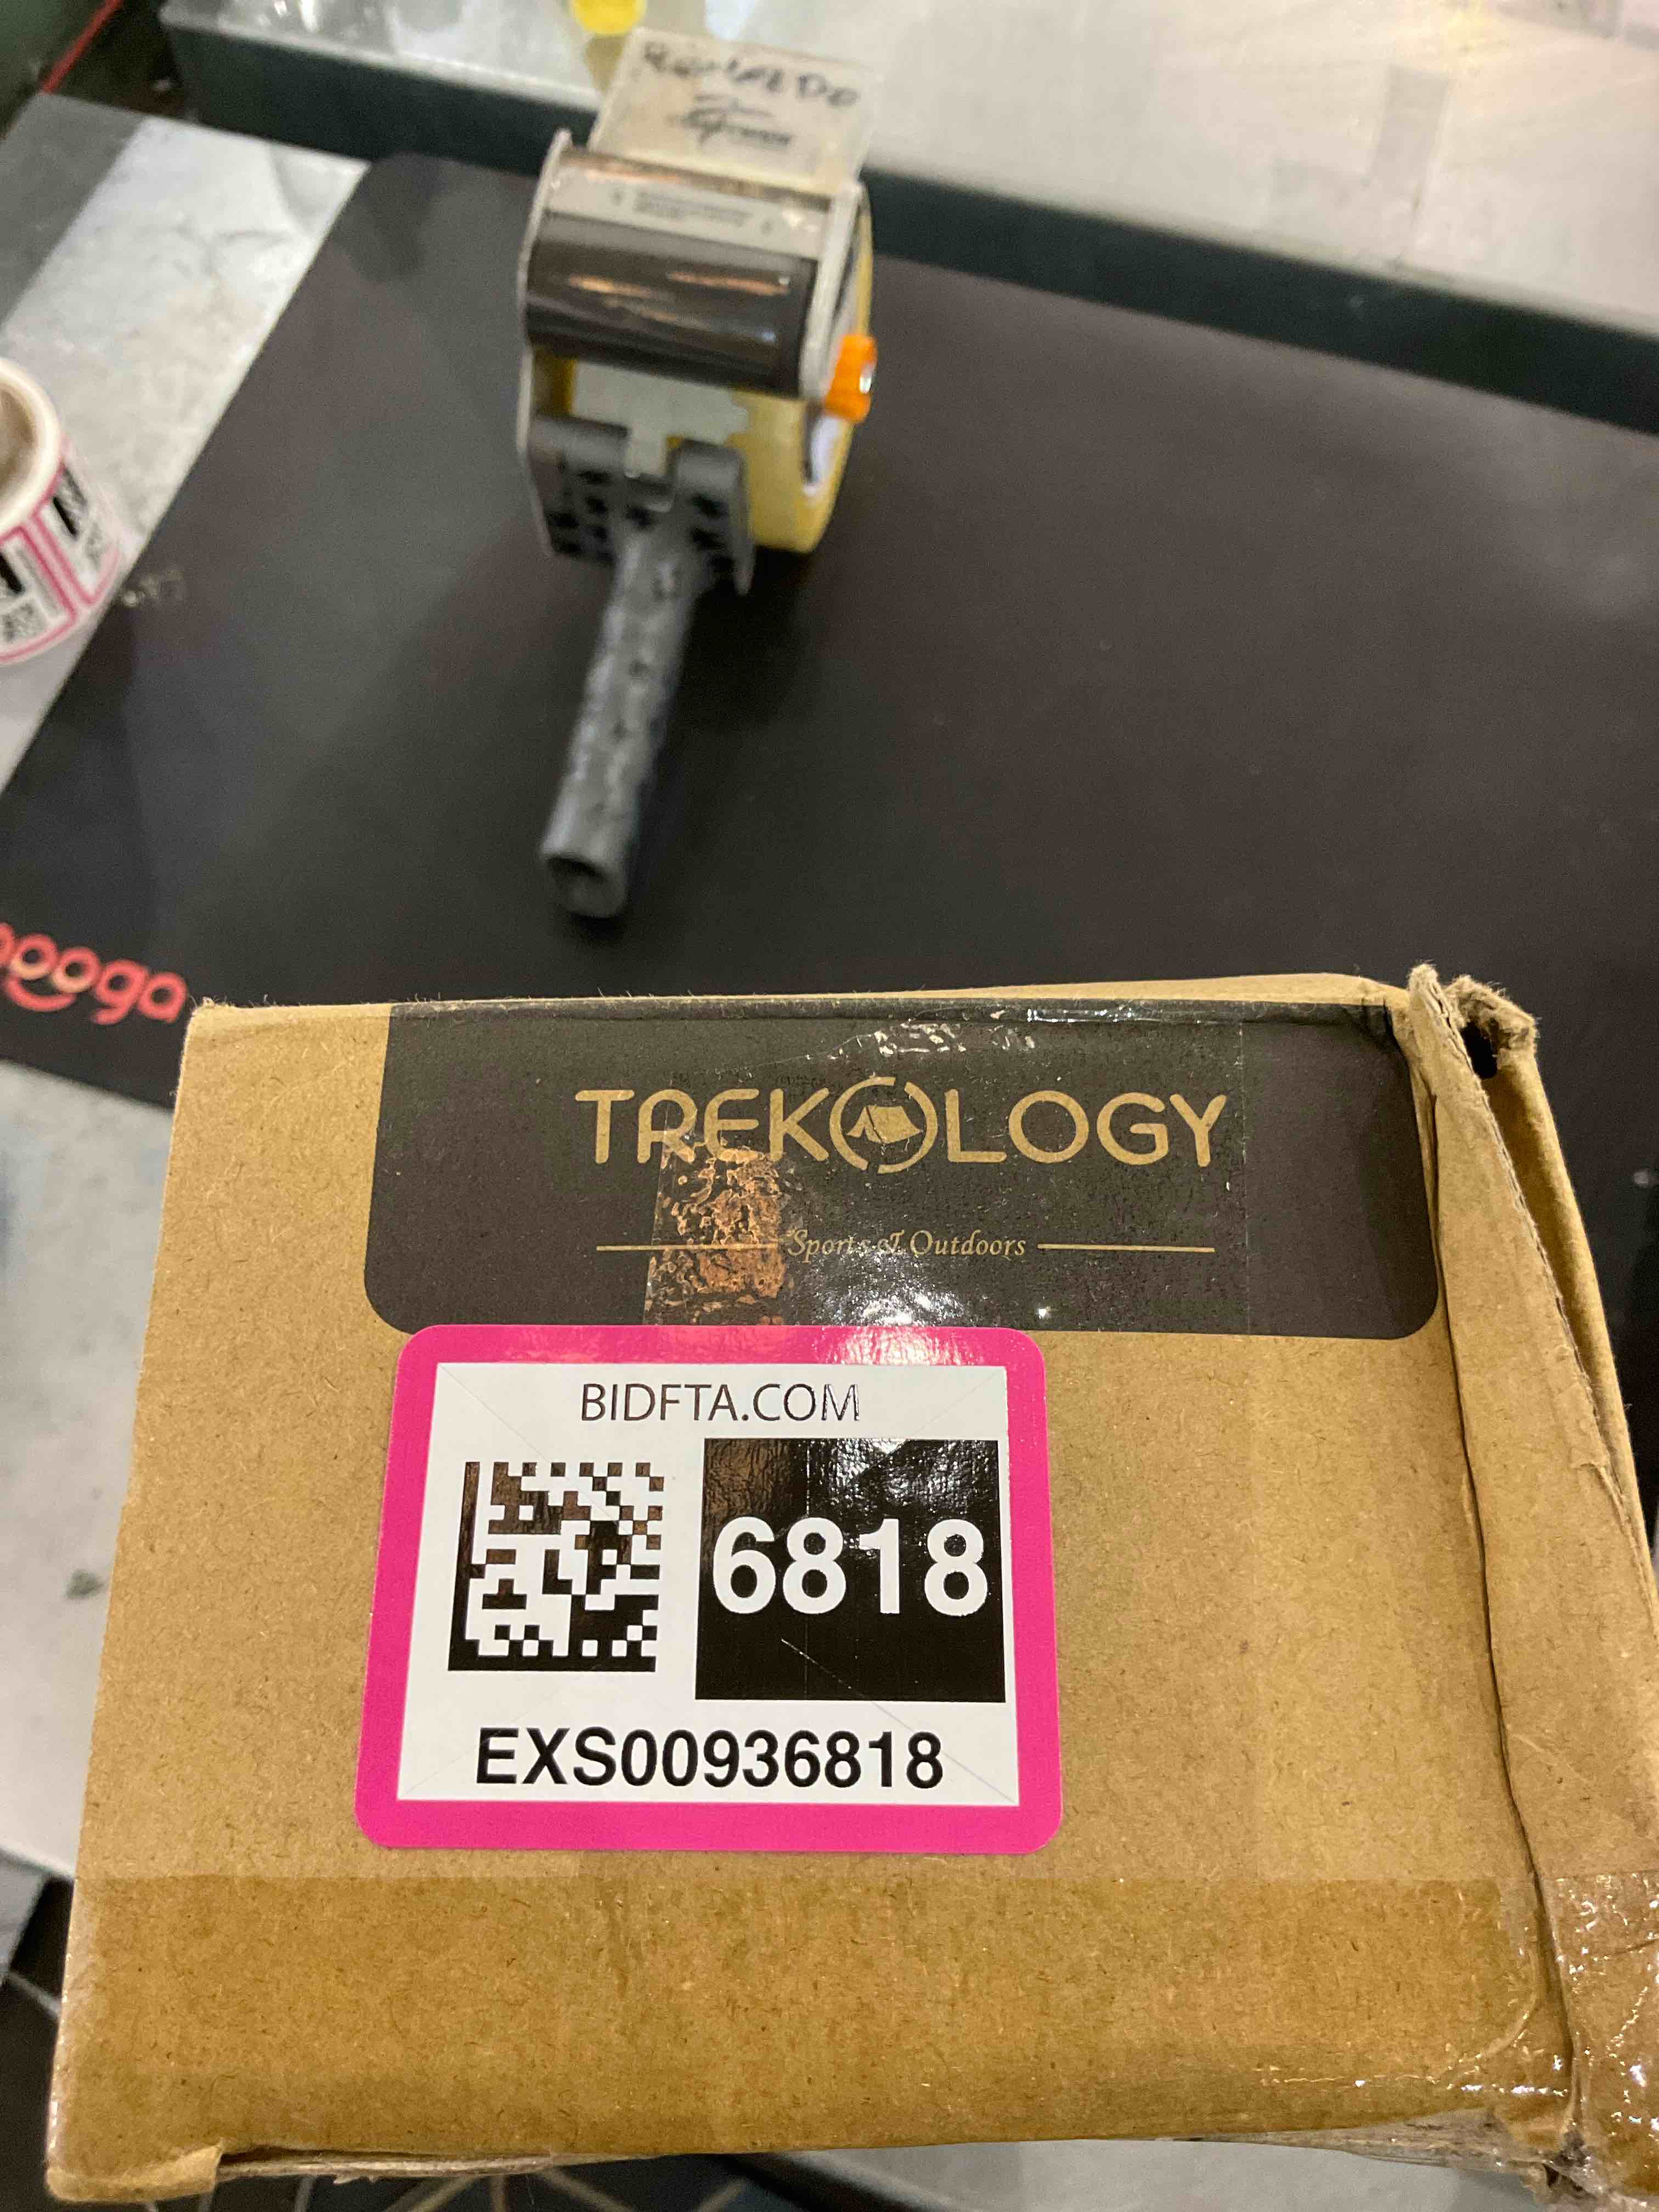 TREKOLOGY
Sports & Outdoors
BIDFTA.COM
6818
EXS00936818